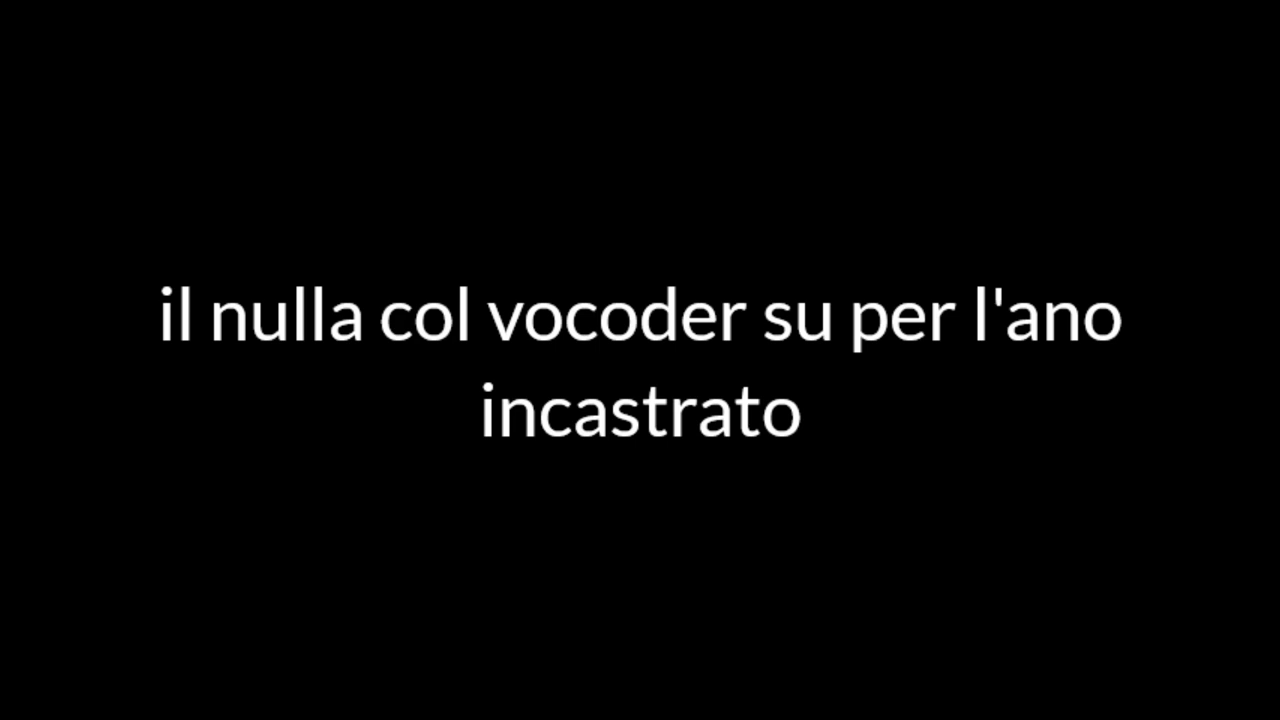 il nulla col vocoder su per l'ano
incastrato